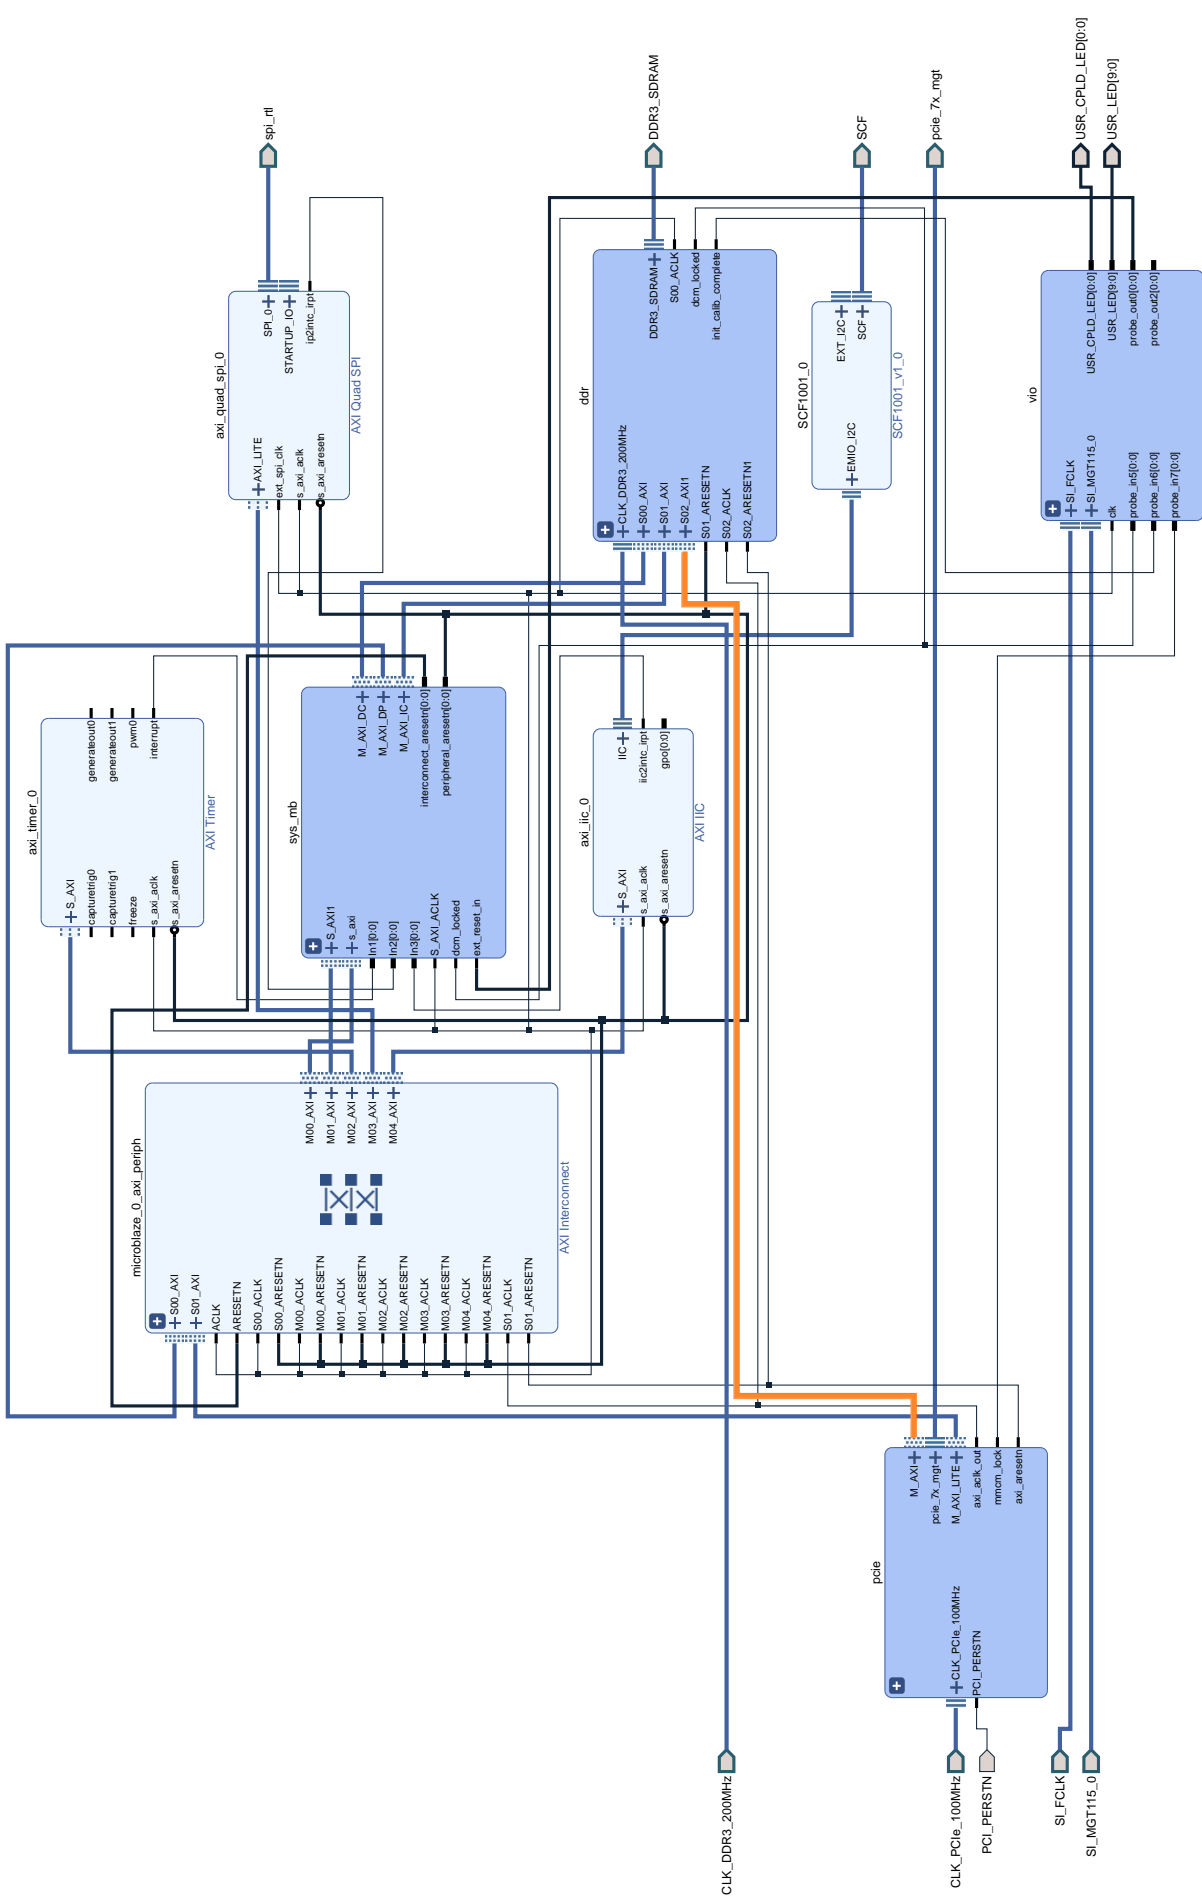 spi_rtl
DDR3_SDRAM
SCF
pcie_7x_mgt
USR_CPLD_LED[0:0]
USR_LED[9:0]
axi_quad_spi_0
AXI_LITE
ext_spi_clk
s_axi_aclk
s_axi_aresetn
SPI_0
STARTUP_IO
ip2intc_irpt
AXI Quad SPI
ddr
CLK_DDR3_200MHz
S00_AXI
S01_AXI
S02_AXI1
S01_ARESETN
S02_ACLK
S02_ARESETN1
DDR3_SDRAM
S00_ACLK
dcm_locked
init_calib_complete
SCF1001_0
EMIO_I2C
EXT_I2C
SCF
SCF1001_v1_0
vio
SI_FCLK
SI_MGT115_0
clk
probe_in5[0:0]
probe_in6[0:0]
probe_in7[0:0]
USR_CPLD_LED[0:0]
USR_LED[9:0]
probe_out0[0:0]
probe_out2[0:0]
axi_timer_0
S_AXI
capturetrig0
capturetrig1
freeze
s_axi_aclk
s_axi_aresetn
generateout0
generateout1
pwm0
interrupt
AXI Timer
sys_mb
S_AXI1
s_axi
In1[0:0]
In2[0:0]
In3[0:0]
S_AXI_ACLK
dcm_locked
ext_reset_in
M_AXI_DC
M_AXI_DP
M_AXI_IC
interconnect_aresetn[0:0]
peripheral_aresetn[0:0]
axi_iic_0
S_AXI
s_axi_aclk
s_axi_aresetn
IIC
iic2intc_irpt
gpo[0:0]
AXI IIC
microblaze_0_axi_periph
S00_AXI
S01_AXI
ACLK
ARESETN
S00_ACLK
S00_ARESETN
M00_ACLK
M00_ARESETN
M01_ACLK
M01_ARESETN
M02_ACLK
M02_ARESETN
M03_ACLK
M03_ARESETN
M04_ACLK
M04_ARESETN
S01_ACLK
S01_ARESETN
M00_AXI
M01_AXI
M02_AXI
M03_AXI
M04_AXI
AXI Interconnect
pcie
CLK_PCIe_100MHz
PCI_PERSTN
M_AXI
pcie_7x_mgt
M_AXI_LITE
axi_aclk_out
mmcm_lock
axi_aresetn
CLK_DDR3_200MHz
CLK_PCIe_100MHz
PCI_PERSTN
SI_FCLK
SI_MGT115_0